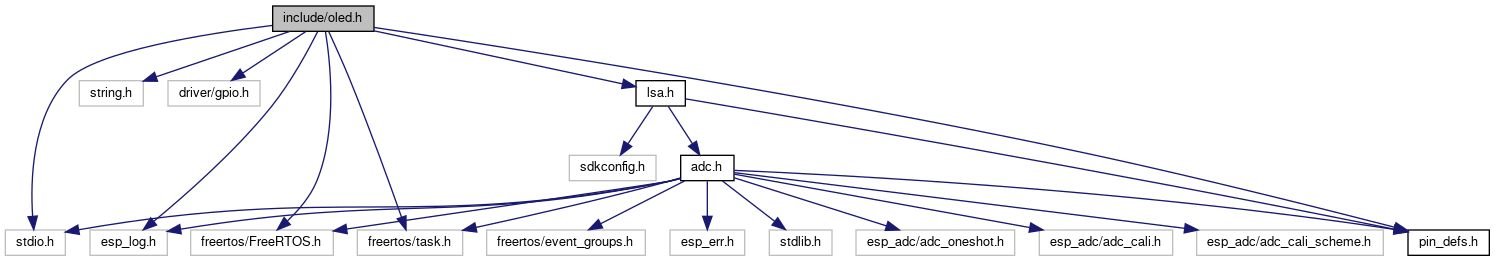 include/oled.h
string.h
driver/gpio.h
lsa.h
sdkconfig.h
adc.h
stdio.h
esp_log.h
freertos/FreeRTOS.h
freertos/task.h
freertos/event_groups.h
esp_err.h
stdlib.h
esp_adc/adc_oneshot.h
esp_adc/adc_cali.h
esp_adc/adc_cali_scheme.h
pin_defs.h